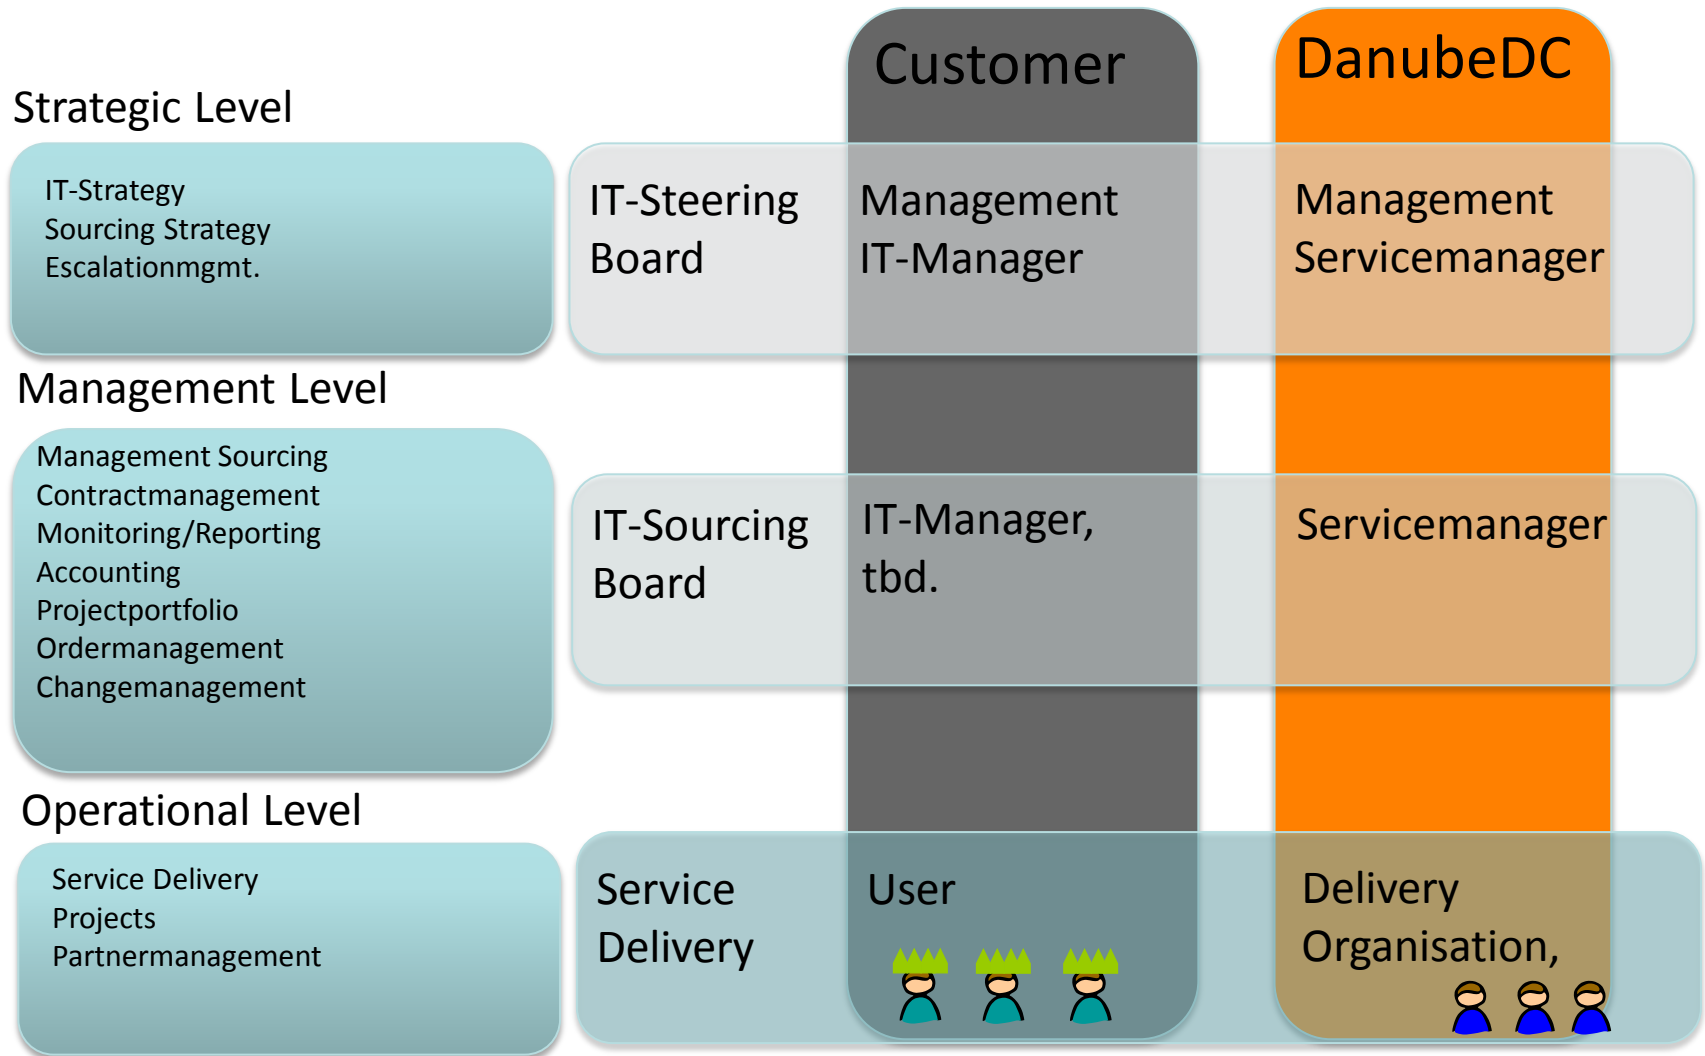 Customer
DanubeDC
Strategic Level
IT-Strategy
Sourcing Strategy
Escalationmgmt.
IT-Steering
Board
Management
IT-Manager
Management
Servicemanager
Management Level
Management Sourcing
Contractmanagement
Monitoring/Reporting
Accounting
Projectportfolio
Ordermanagement
Changemanagement
IT-Sourcing
Board
IT-Manager,
tbd.
Servicemanager
Operational Level
Service Delivery
Projects
Partnermanagement
Service
Delivery
User
Delivery
Organisation,